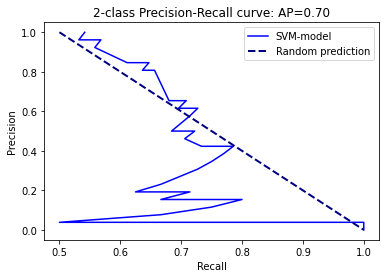 2-class Precision-Recall curve: AP=0.70
SVM-model
Random prediction
Precision
1.0
0.8
0.6
0.4
0.2
0.0
0.5 0.6 0.7 0.8 0.9 1.0
Recall